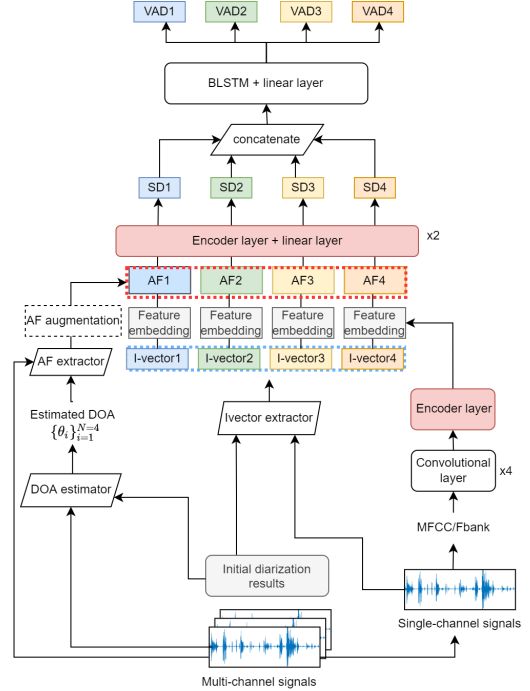 VAD1 VAD2 VAD3 VAD4
BLSTM + linear layer
concatenate
SD1 SD2 SD3 SD4
Encoder layer + linear layer x2
AF1 AF2 AF3 AF4
AF augmentation
Feature embedding Feature embedding Feature embedding Feature embedding
AF extractor
I-vector1 I-vector2 I-vector3 I-vector4
Estimated DOA
{θ_i}_{i=1}^{N=4}
Ivector extractor
Encoder layer
Convolutional
layer
x4
DOA estimator
MFCC/Fbank
Initial diarization
results
Single-channel signals
Multi-channel signals